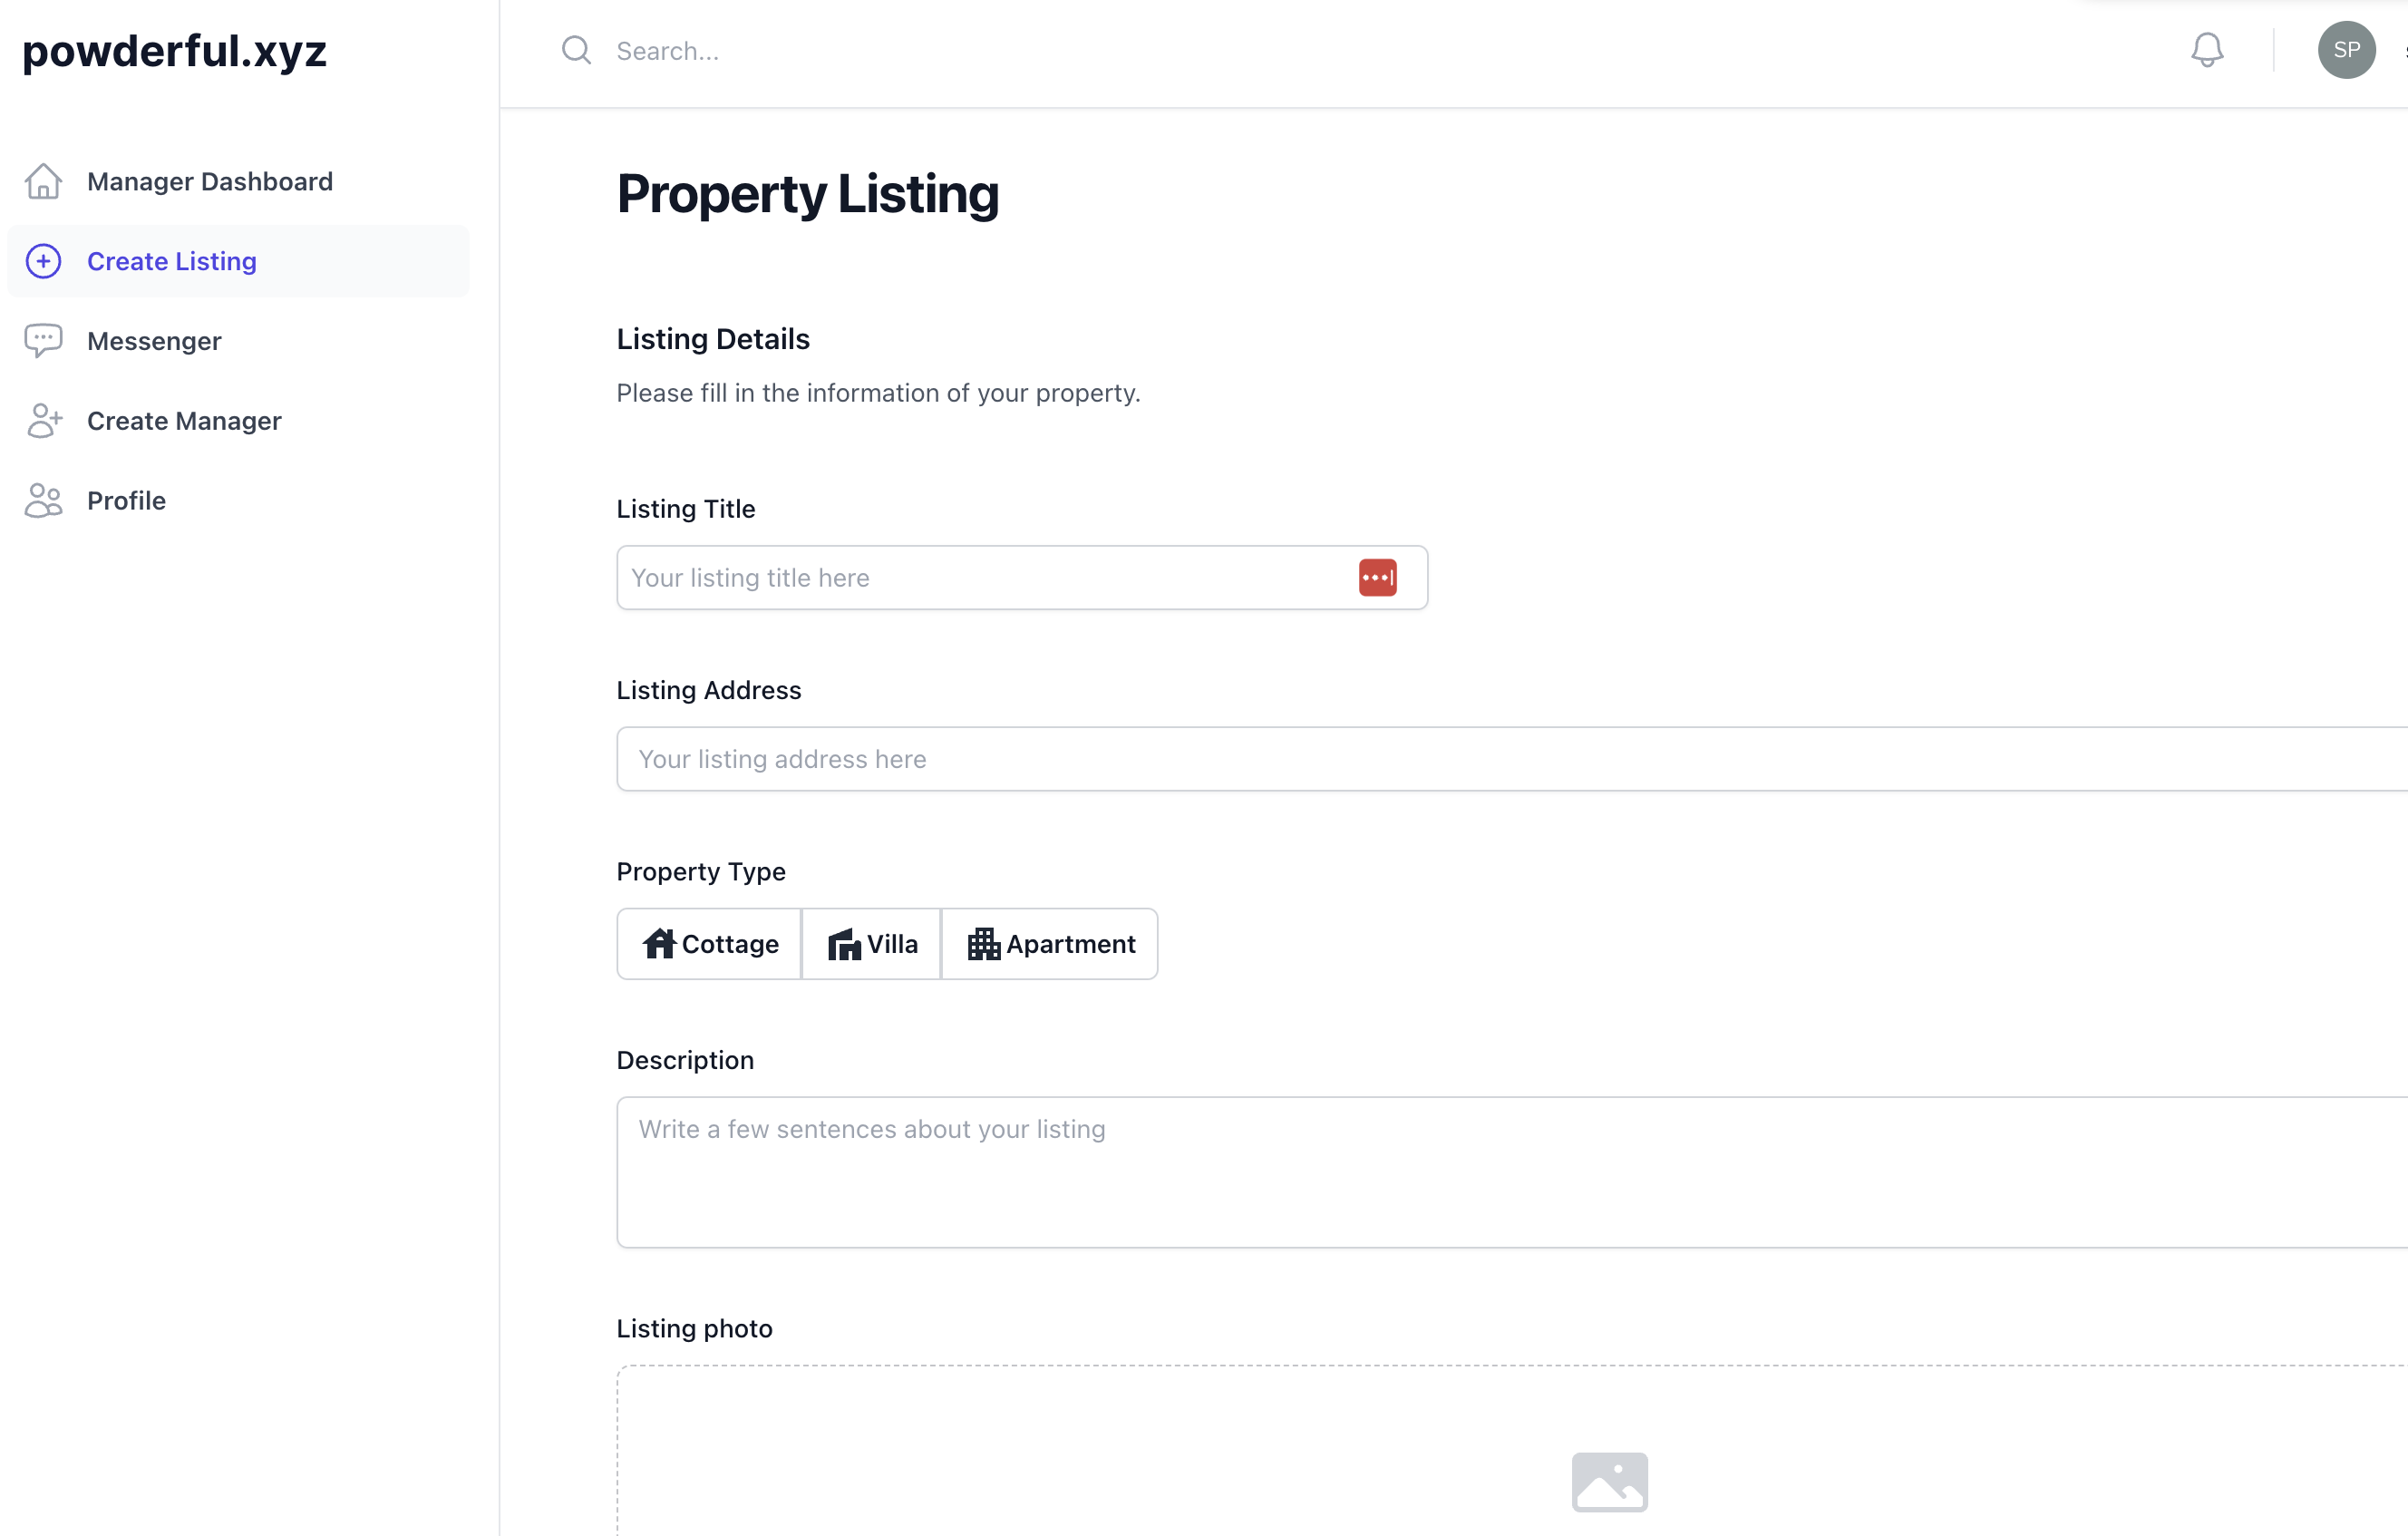 powderful.xyz
Search...
SP
Manager Dashboard
Create Listing
Messenger
Create Manager
Profile
Property Listing
Listing Details
Please fill in the information of your property.
Listing Title
Your listing title here
Listing Address
Your listing address here
Property Type
Cottage
Villa
Apartment
Description
Write a few sentences about your listing
Listing photo